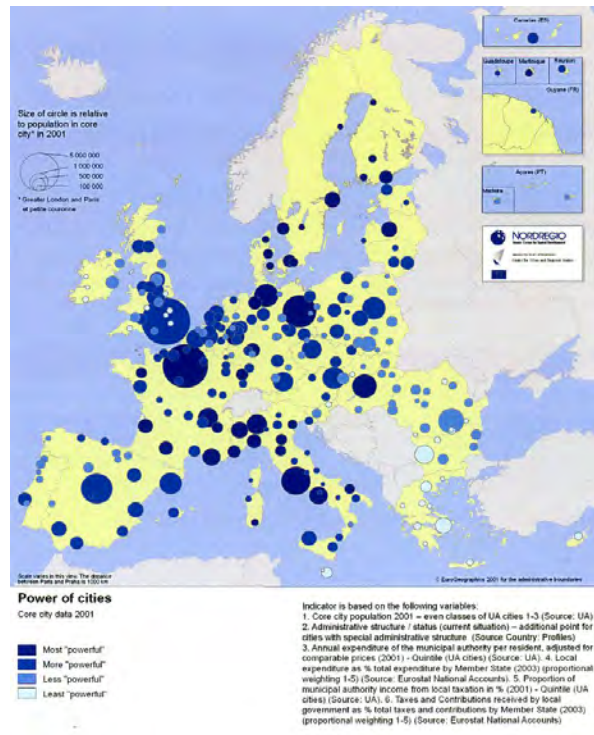 Canarias (ES)
Guadeloupe Martinique Réunion
Guyane (FR)
Size of circle is relative
to population in core
city* in 2001
5 000 000
1 000 000
500 000
100 000
* Greater London and Paris
et petite couronne
Açores (PT)
Madeira
NORDREGIO
Nordic Centre for Spatial Development
Scale varies in this view. The distance
between Paris and Praha is 1000 km
© EuroGeographics 2001 for the administrative boundaries
Power of cities
Core city data 2001
Most "powerful"
More "powerful"
Less "powerful"
Least "powerful"
Indicator is based on the following variables:
1. Core city population 2001 – even classes of UA cities 1-3 (Source: UA)
2. Administrative structure / status (current situation) – additional point for
cities with special administrative structure (Source Country: Profiles)
3. Annual expenditure of the municipal authority per resident, adjusted for
comparable prices (2001) - Quintile (UA cities) (Source: UA). 4. Local
expenditure as % total expenditure by Member State (2003) (proportional
weighting 1-5) (Source: Eurostat National Accounts). 5. Proportion of
municipal authority income from local taxation in % (2001) - Quintile (UA
cities) (Source: UA). 6. Taxes and Contributions received by local
government as % total taxes and contributions by Member State (2003)
(proportional weighting 1-5) (Source: Eurostat National Accounts)